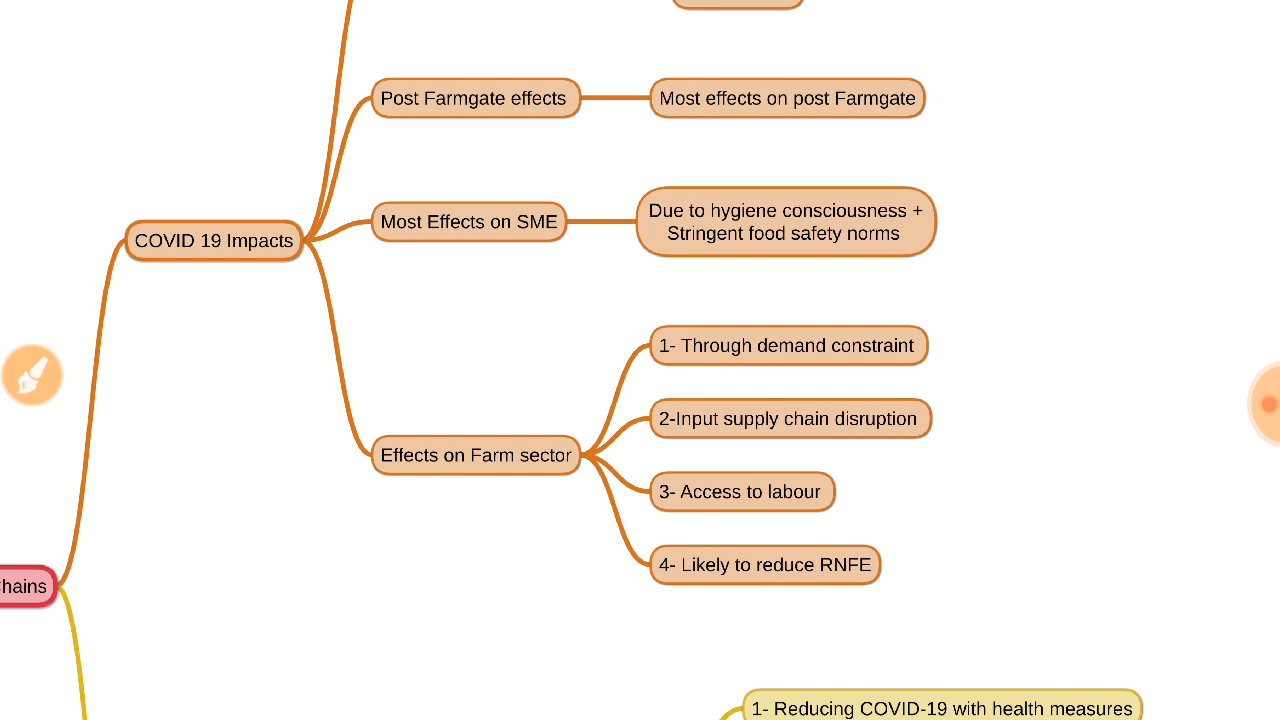 Post Farmgate effects
Most effects on post Farmgate
Most Effects on SME
Due to hygiene consciousness +
Stringent food safety norms
COVID 19 Impacts
1- Through demand constraint
2-Input supply chain disruption
Effects on Farm sector
3- Access to labour
4- Likely to reduce RNFE
hains
1- Reducing COVID-19 with health measures